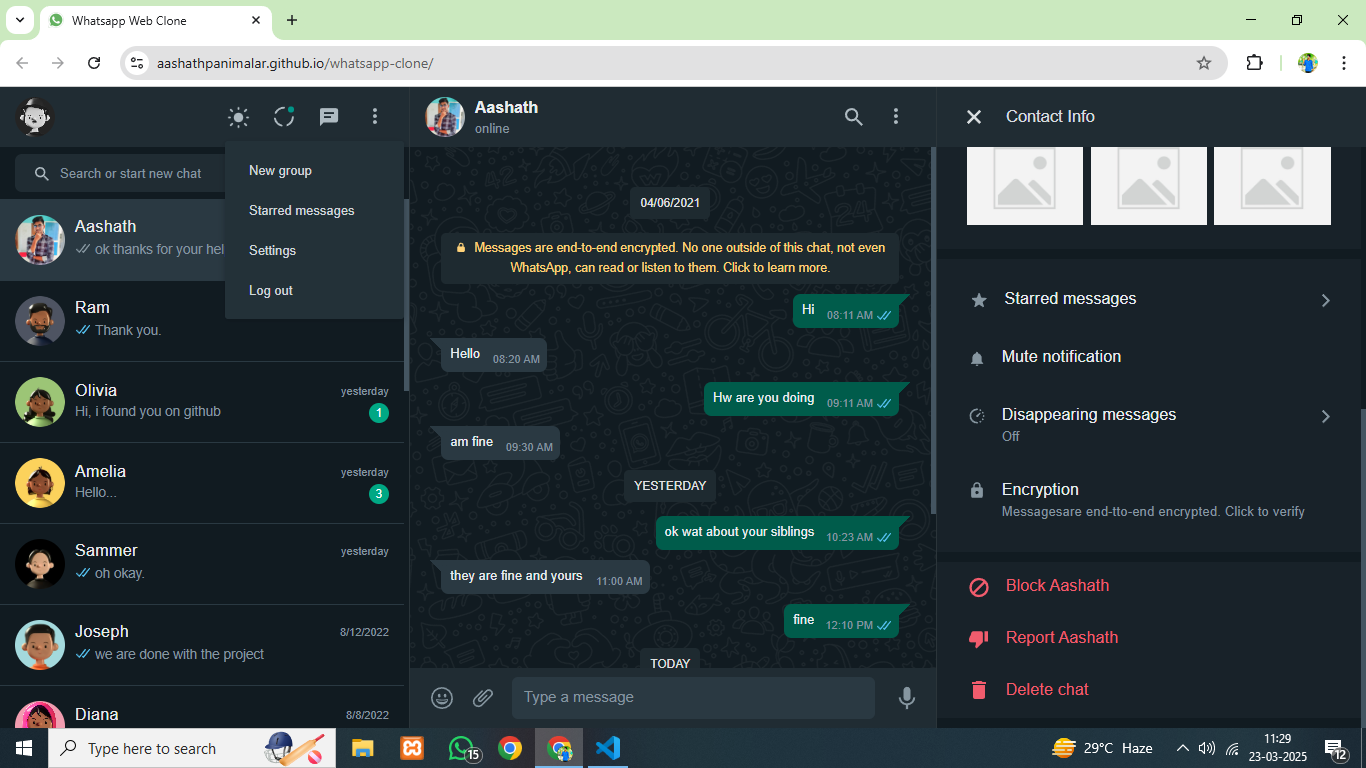 Whatsapp Web Clone
aashathpanimalar.github.io/whatsapp-clone/
New group
Starred messages
Settings
Log out
Search or start new chat
Aashath
ok thanks for your hel
Ram
Thank you.
Olivia
yesterday
Hi, i found you on github
1
Amelia
yesterday
Hello...
3
Sammer
yesterday
oh okay.
Joseph
8/12/2022
we are done with the project
Diana
8/8/2022
Aashath
online
04/06/2021
Messages are end-to-end encrypted. No one outside of this chat, not even
WhatsApp, can read or listen to them. Click to learn more.
Hi 08:11 AM
Hello 08:20 AM
Hw are you doing 09:11 AM
am fine 09:30 AM
YESTERDAY
ok wat about your siblings 10:23 AM
they are fine and yours 11:00 AM
fine 12:10 PM
TODAY
Type a message
Contact Info
Starred messages
Mute notification
Disappearing messages
Off
Encryption
Messagesare end-tto-end encrypted. Click to verify
Block Aashath
Report Aashath
Delete chat
Type here to search
15
29°C Haze
11:29
23-03-2025
12